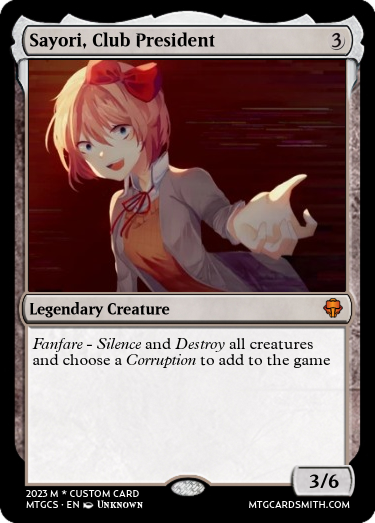 Sayori, Club President 3
Legendary Creature
Fanfare - Silence and Destroy all creatures
and choose a Corruption to add to the game
3/6
2023 M * CUSTOM CARD
MTGCS · EN UNKNOWN
MTGCARDSMITH.COM